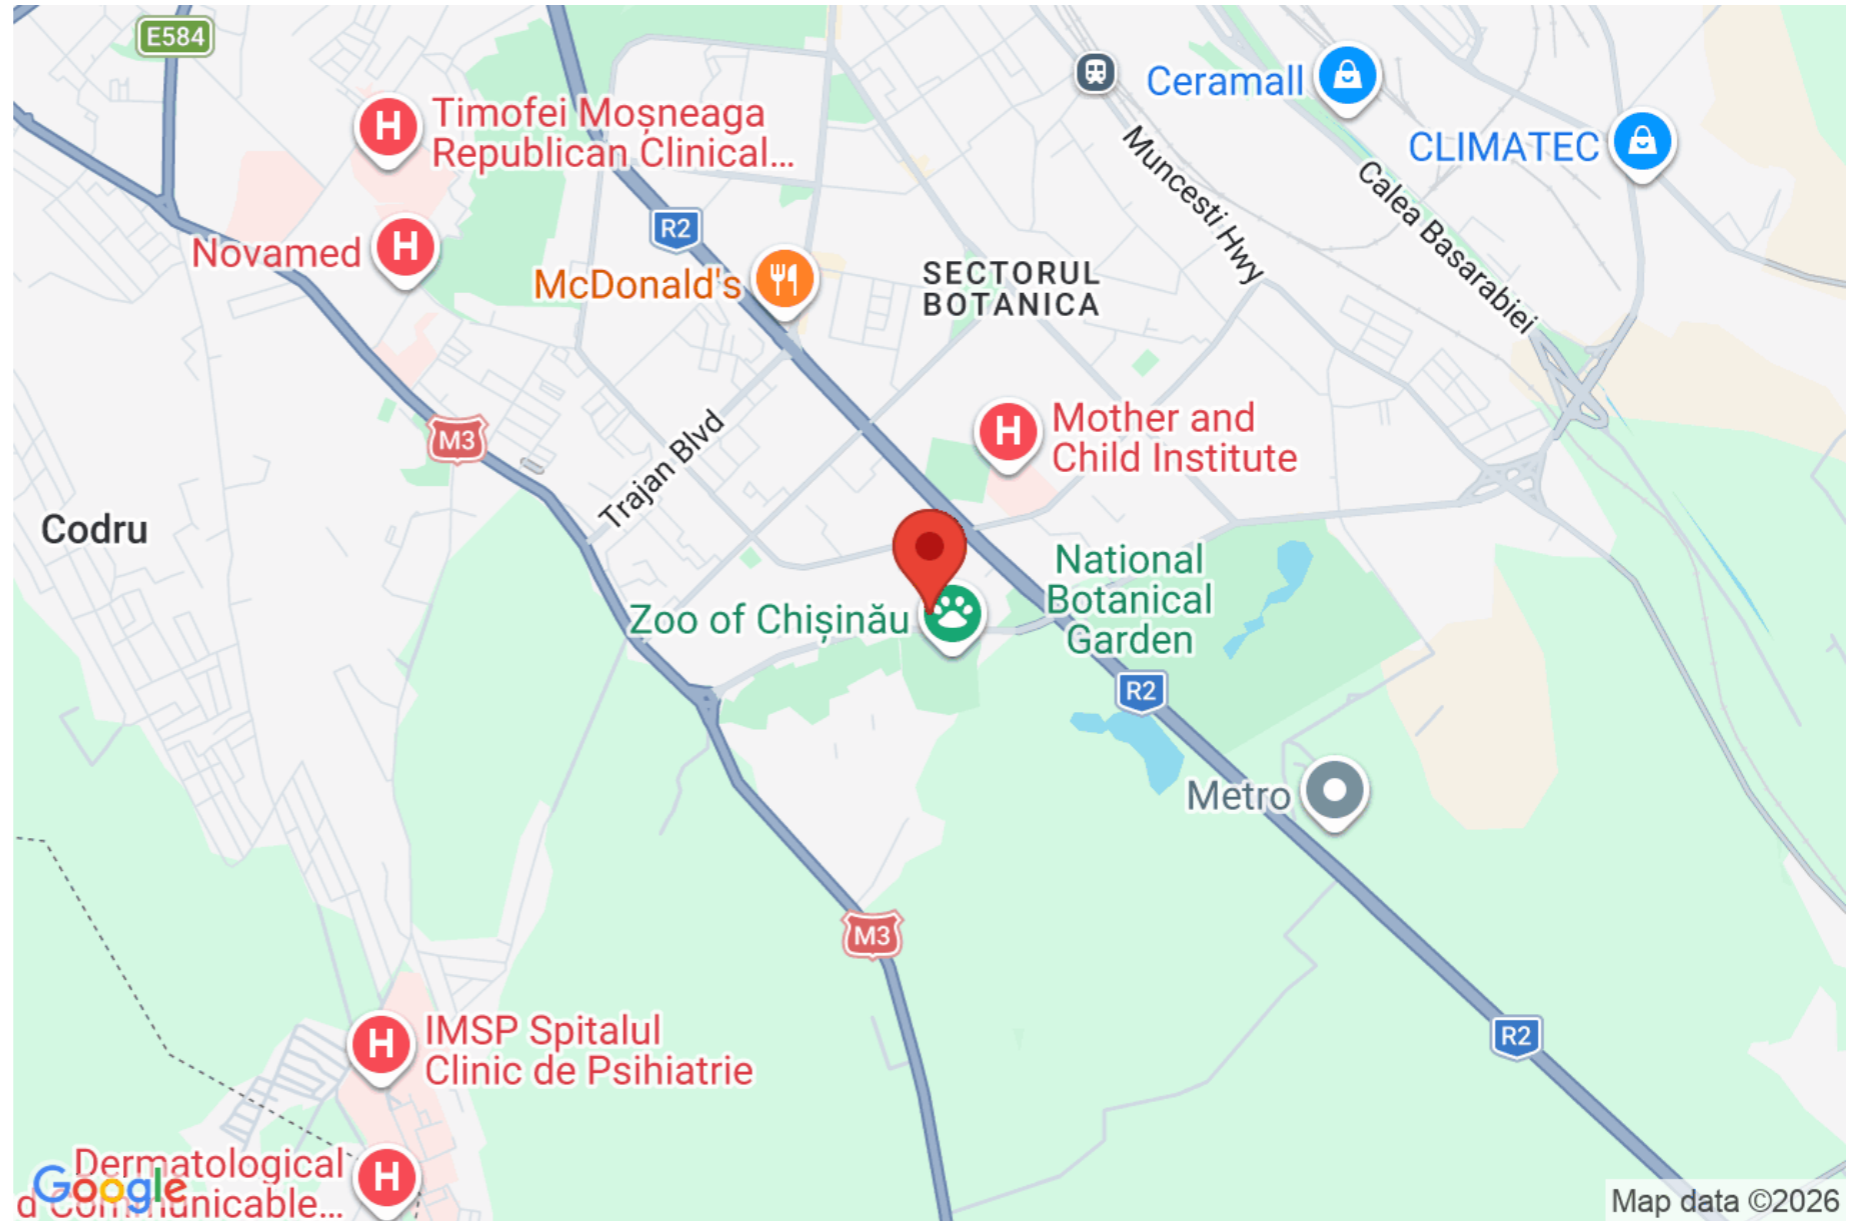 E584
Timofei Moșneaga
Republican Clinical...
Ceramall
CLIMATEC
Muncesti Hwy
Calea Basarabiei
R2
Novamed
McDonald's
SECTORUL
BOTANICA
M3
Trajan Blvd
Mother and
Child Institute
Codru
National
Botanical
Garden
Zoo of Chișinău
R2
Metro
M3
IMSP Spitalul
Clinic de Psihiatrie
R2
Dermatological
d Communicable...
Google
Map data ©2026